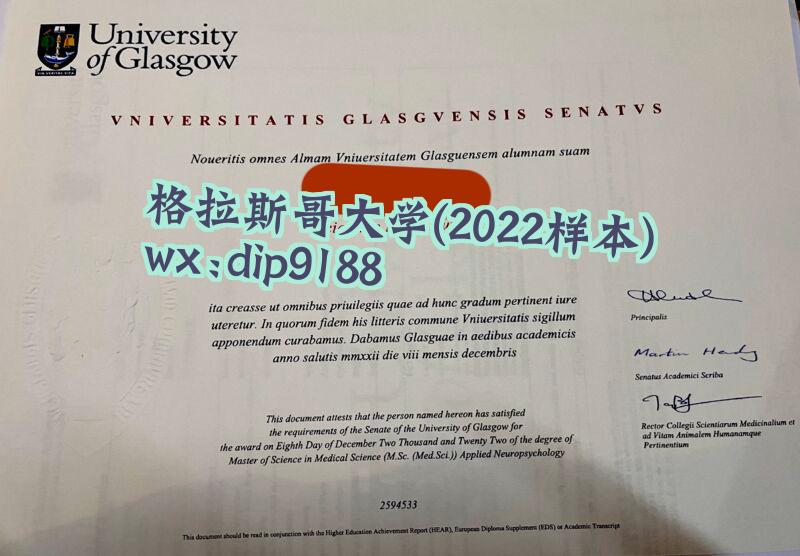 University
of Glasgow
VIA VERITAS VITA
VNIVERSITATIS GLASGVENSIS SENATVS
Noueritis omnes Almam Vniuersitatem Glasguensem alumnam suam
格拉斯哥大学(2022样本)
wx:dip9188
ita creasse ut omnibus priuilegiis quae ad hunc gradum pertinent iure
uteretur. In quorum fidem his litteris commune Vniuersitatis sigillum
apponendum curabamus. Dabamus Glasguae in aedibus academicis
anno salutis mmxxii die viii mensis decembris
Principalis
Martin Hendry
Senatus Academici Scriba
Rector Collegii Scientiarum Medicinalium et
ad Vitam Animalem Humanamque
Pertinentium
This document attests that the person named hereon has satisfied
the requirements of the Senate of the University of Glasgow for
the award on Eighth Day of December Two Thousand and Twenty Two of the degree of
Master of Science in Medical Science (M.Sc. (Med.Sci.)) Applied Neuropsychology
2594533
This document should be read in conjunction with the Higher Education Achievement Report (HEAR), European Diploma Supplement (EDS) or Academic Transcript